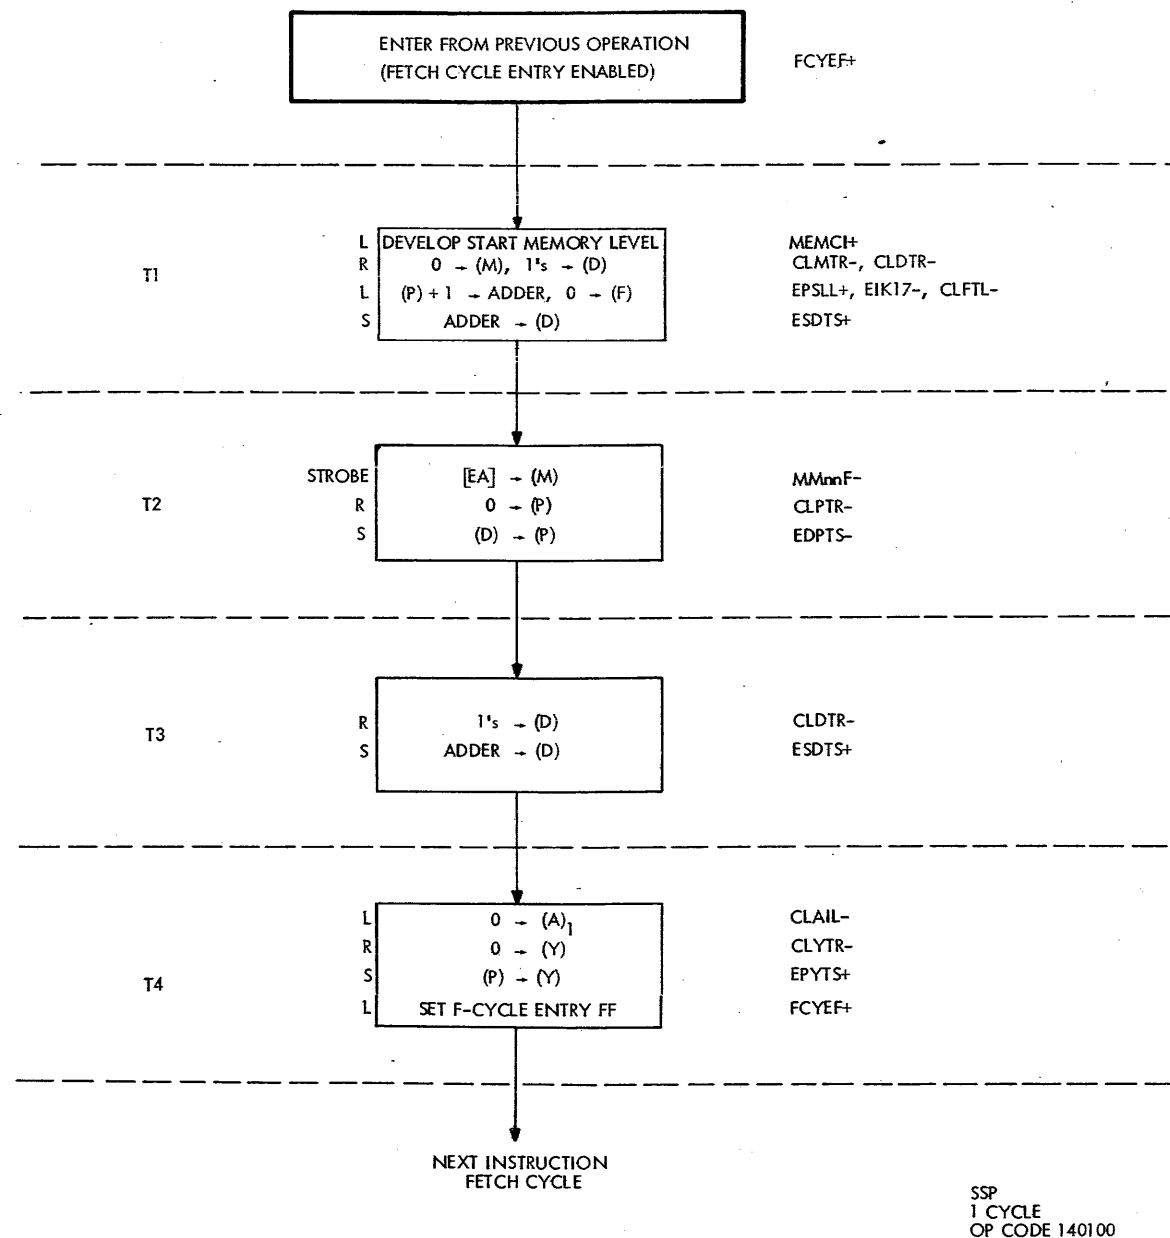 ENTER FROM PREVIOUS OPERATION
(FETCH CYCLE ENTRY ENABLED)
FCYEF+
T1
L DEVELOP START MEMORY LEVEL MEMCI+
R 0 → (M), 1's → (D) CLMTR-, CLDTR-
L (P) + 1 → ADDER, 0 → (F) EPSLL+, EIK17-, CLFTL-
S ADDER → (D) ESDTS+
T2
STROBE [EA] → (M) MMnnF-
R 0 → (P) CLPTR-
S (D) → (P) EDPTS-
T3
R 1's → (D) CLDTR-
S ADDER → (D) ESDTS+
T4
L 0 → (A)1 CLAIL-
R 0 → (Y) CLYTR-
S (P) → (Y) EPYTS+
L SET F-CYCLE ENTRY FF FCYEF+
NEXT INSTRUCTION
FETCH CYCLE
SSP
1 CYCLE
OP CODE 140100